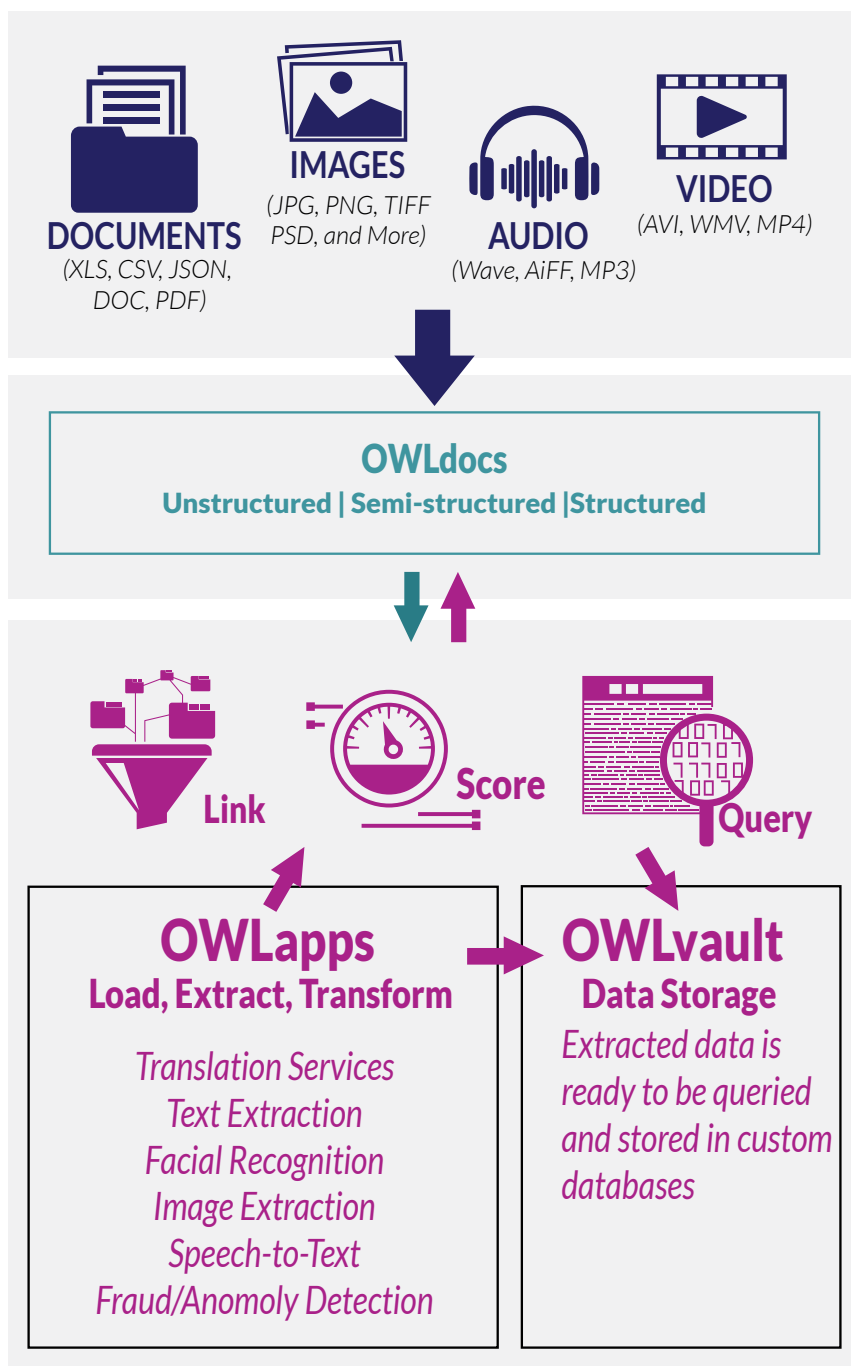 DOCUMENTS
(XLS, CSV, JSON,
DOC, PDF)
IMAGES
(JPG, PNG, TIFF
PSD, and More)
AUDIO
(Wave, AiFF, MP3)
VIDEO
(AVI, WMV, MP4)
OWLdocs
Unstructured | Semi-structured |Structured
Link
Score
Query
OWLapps
Load, Extract, Transform
Translation Services
Text Extraction
Facial Recognition
Image Extraction
Speech-to-Text
Fraud/Anomoly Detection
OWLvault
Data Storage
Extracted data is
ready to be queried
and stored in custom
databases